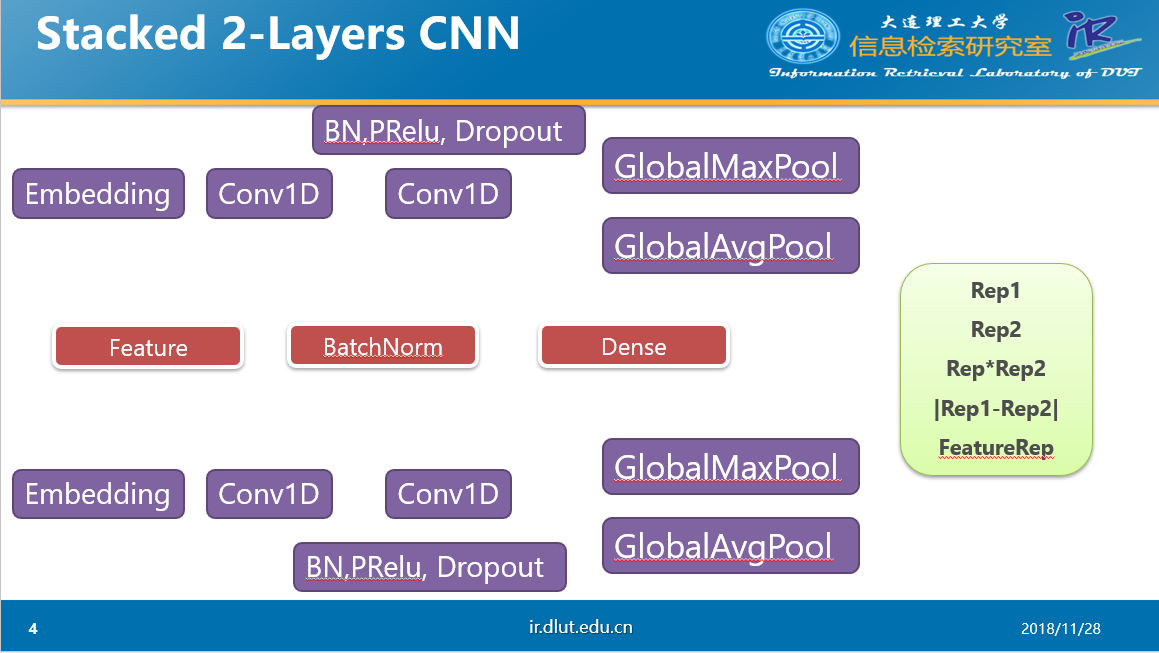 Stacked 2-Layers CNN
大连理工大学
信息检索研究室
iR
Information Retrieval Laboratory of DUT
BN,PRelu, Dropout
GlobalMaxPool
Embedding
Conv1D
Conv1D
GlobalAvgPool
Rep1
Rep2
Rep*Rep2
|Rep1-Rep2|
FeatureRep
Feature
BatchNorm
Dense
GlobalMaxPool
Embedding
Conv1D
Conv1D
GlobalAvgPool
BN,PRelu, Dropout
4
ir.dlut.edu.cn
2018/11/28